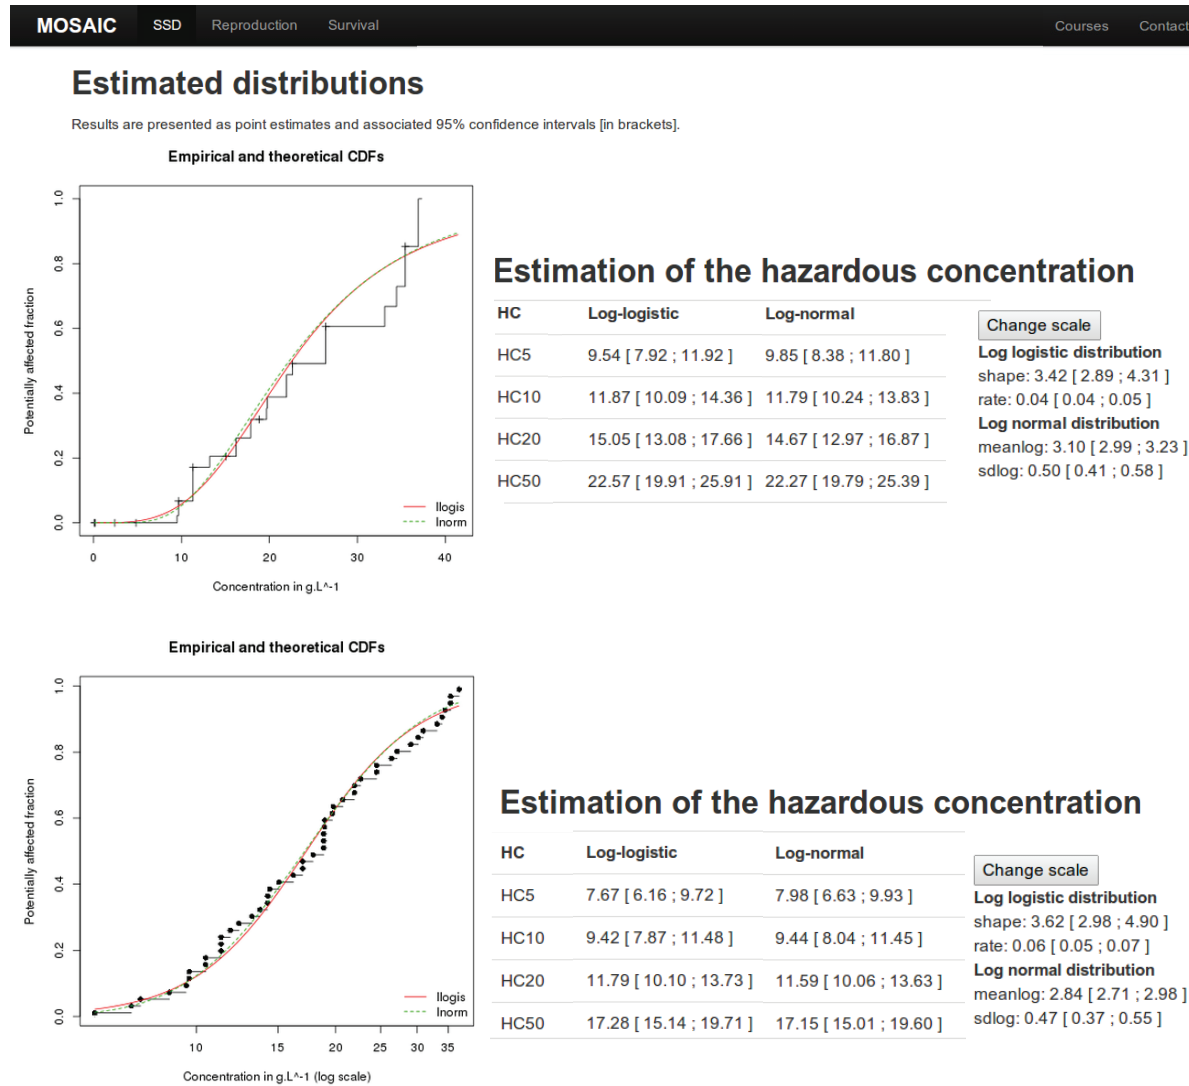 MOSAIC SSD Reproduction Survival Courses Contact
Estimated distributions
Results are presented as point estimates and associated 95% confidence intervals [in brackets].
Empirical and theoretical CDFs
Potentially affected fraction
1.0
0.8
0.6
0.4
0.2
0.0
llogis
lnorm
0 10 20 30 40
Concentration in g.L^-1
Estimation of the hazardous concentration
HC Log-logistic Log-normal
HC5 9.54 [ 7.92 ; 11.92 ] 9.85 [ 8.38 ; 11.80 ]
HC10 11.87 [ 10.09 ; 14.36 ] 11.79 [ 10.24 ; 13.83 ]
HC20 15.05 [ 13.08 ; 17.66 ] 14.67 [ 12.97 ; 16.87 ]
HC50 22.57 [ 19.91 ; 25.91 ] 22.27 [ 19.79 ; 25.39 ]
Change scale
Log logistic distribution
shape: 3.42 [ 2.89 ; 4.31 ]
rate: 0.04 [ 0.04 ; 0.05 ]
Log normal distribution
meanlog: 3.10 [ 2.99 ; 3.23 ]
sdlog: 0.50 [ 0.41 ; 0.58 ]
Empirical and theoretical CDFs
Potentially affected fraction
1.0
0.8
0.6
0.4
0.2
0.0
llogis
lnorm
10 15 20 25 30 35
Concentration in g.L^-1 (log scale)
Estimation of the hazardous concentration
HC Log-logistic Log-normal
HC5 7.67 [ 6.16 ; 9.72 ] 7.98 [ 6.63 ; 9.93 ]
HC10 9.42 [ 7.87 ; 11.48 ] 9.44 [ 8.04 ; 11.45 ]
HC20 11.79 [ 10.10 ; 13.73 ] 11.59 [ 10.06 ; 13.63 ]
HC50 17.28 [ 15.14 ; 19.71 ] 17.15 [ 15.01 ; 19.60 ]
Change scale
Log logistic distribution
shape: 3.62 [ 2.98 ; 4.90 ]
rate: 0.06 [ 0.05 ; 0.07 ]
Log normal distribution
meanlog: 2.84 [ 2.71 ; 2.98 ]
sdlog: 0.47 [ 0.37 ; 0.55 ]